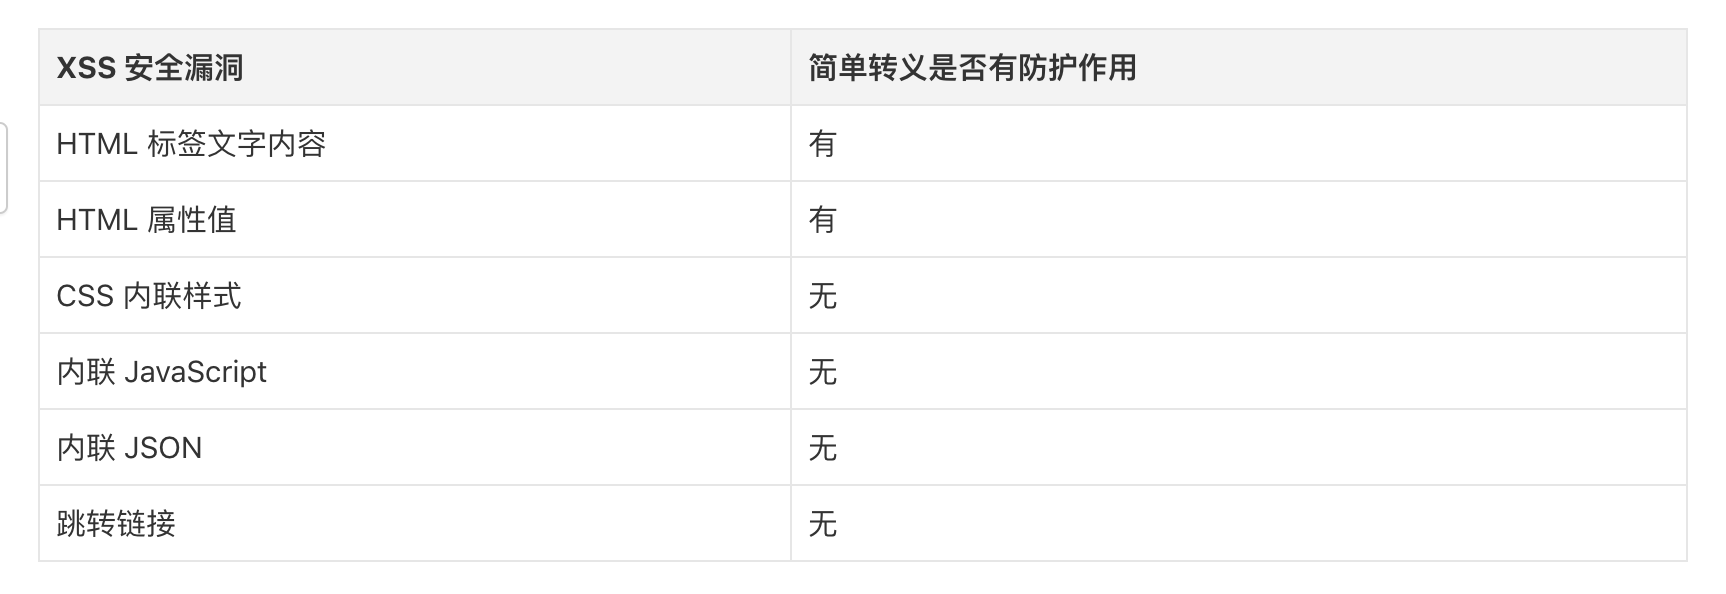 XSS 安全漏洞 简单转义是否有防护作用
HTML 标签文字内容 有
HTML 属性值 有
CSS 内联样式 无
内联 JavaScript 无
内联 JSON 无
跳转链接 无